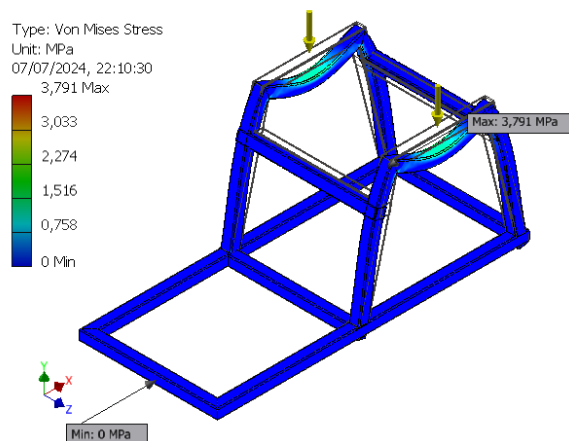 Type: Von Mises Stress
Unit: MPa
07/07/2024, 22:10:30
3,791 Max
3,033
2,274
1,516
0,758
0 Min
Max: 3,791 MPa
Y
X
Z
Min: 0 MPa